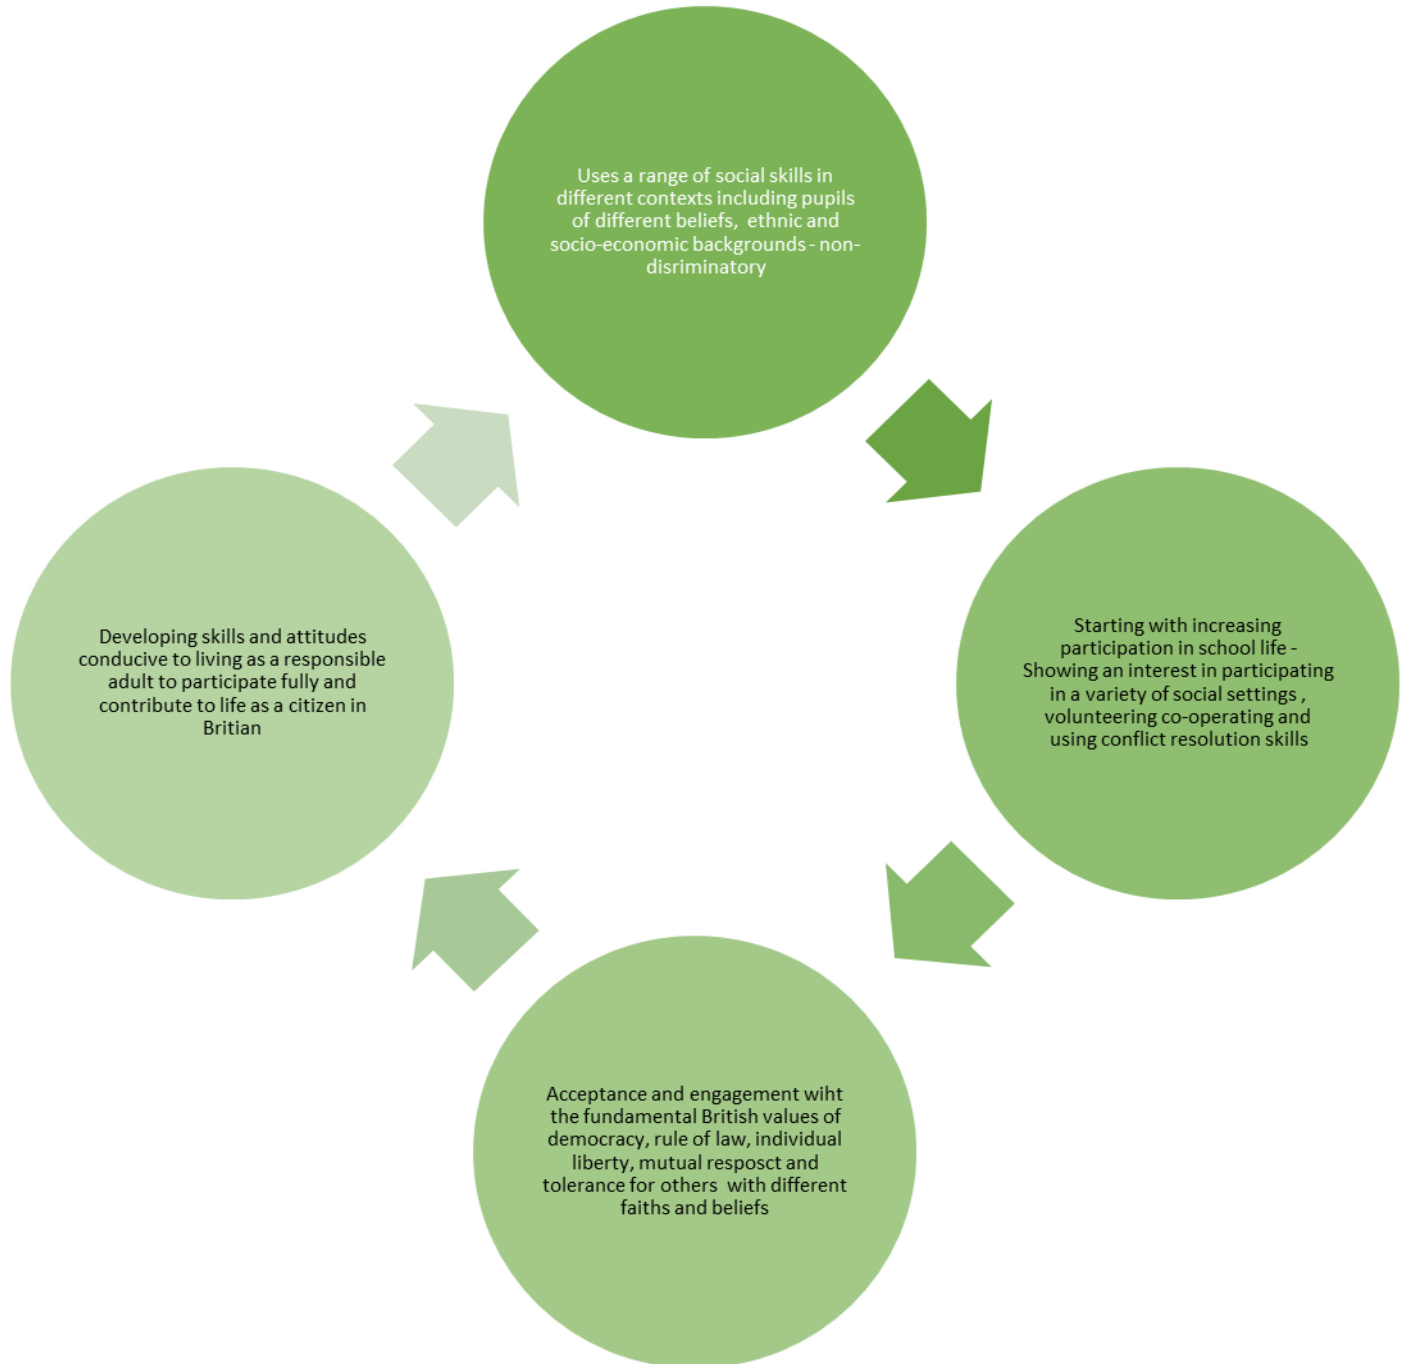 Uses a range of social skills in
different contexts including pupils
of different beliefs, ethnic and
socio-economic backgrounds - non-
disriminatory
Starting with increasing
participation in school life -
Showing an interest in participating
in a variety of social settings ,
volunteering co-operating and
using conflict resolution skills
Acceptance and engagement wiht
the fundamental British values of
democracy, rule of law, individual
liberty, mutual resposct and
tolerance for others with different
faiths and beliefs
Developing skills and attitudes
conducive to living as a responsible
adult to participate fully and
contribute to life as a citizen in
Britian